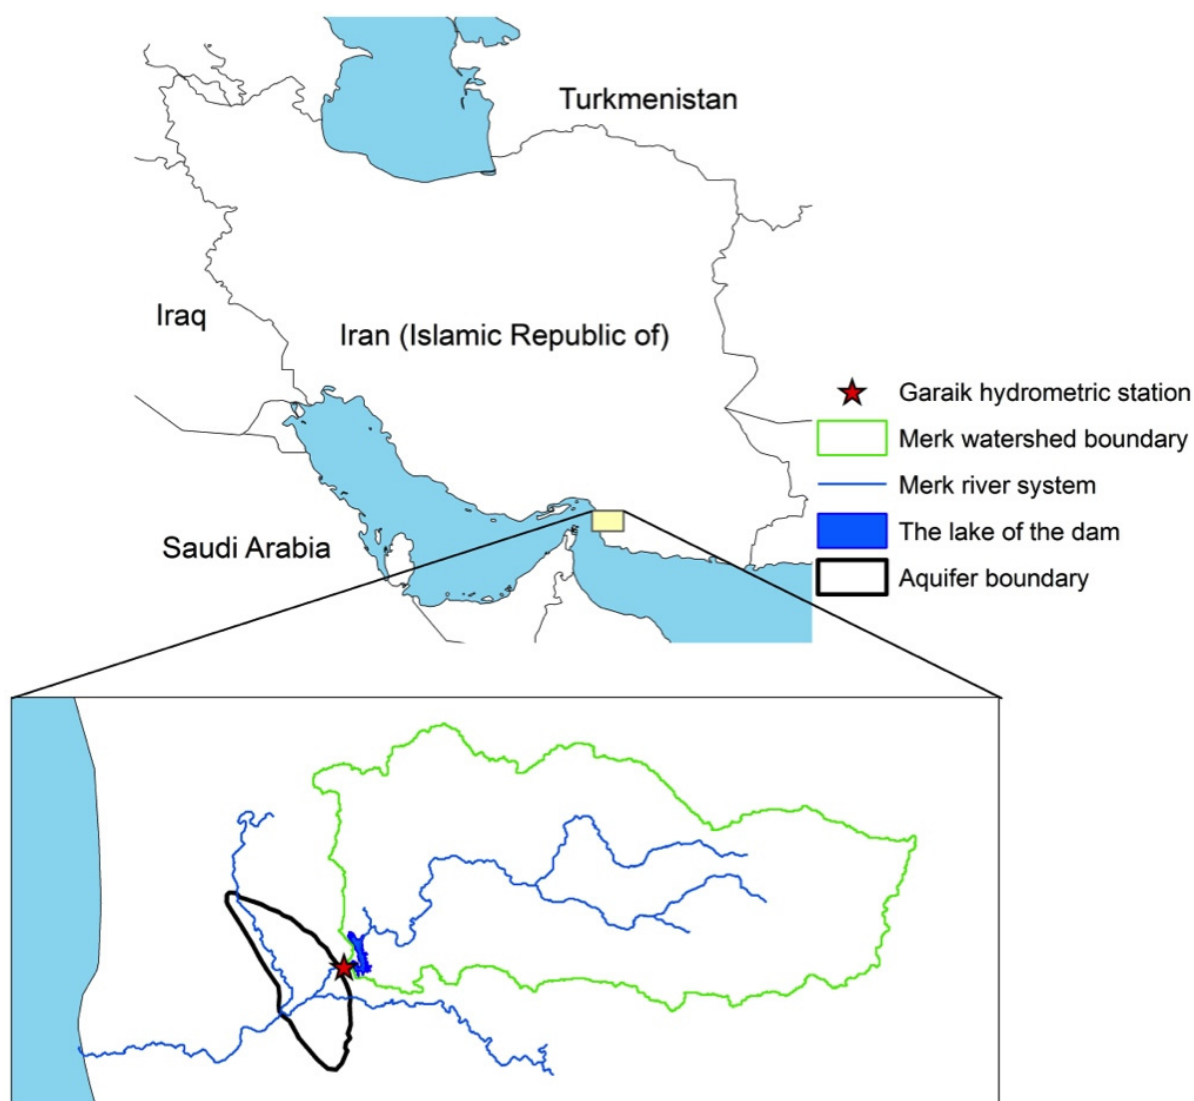 Turkmenistan
Iraq
Iran (Islamic Republic of)
Saudi Arabia
Garaik hydrometric station
Merk watershed boundary
Merk river system
The lake of the dam
Aquifer boundary